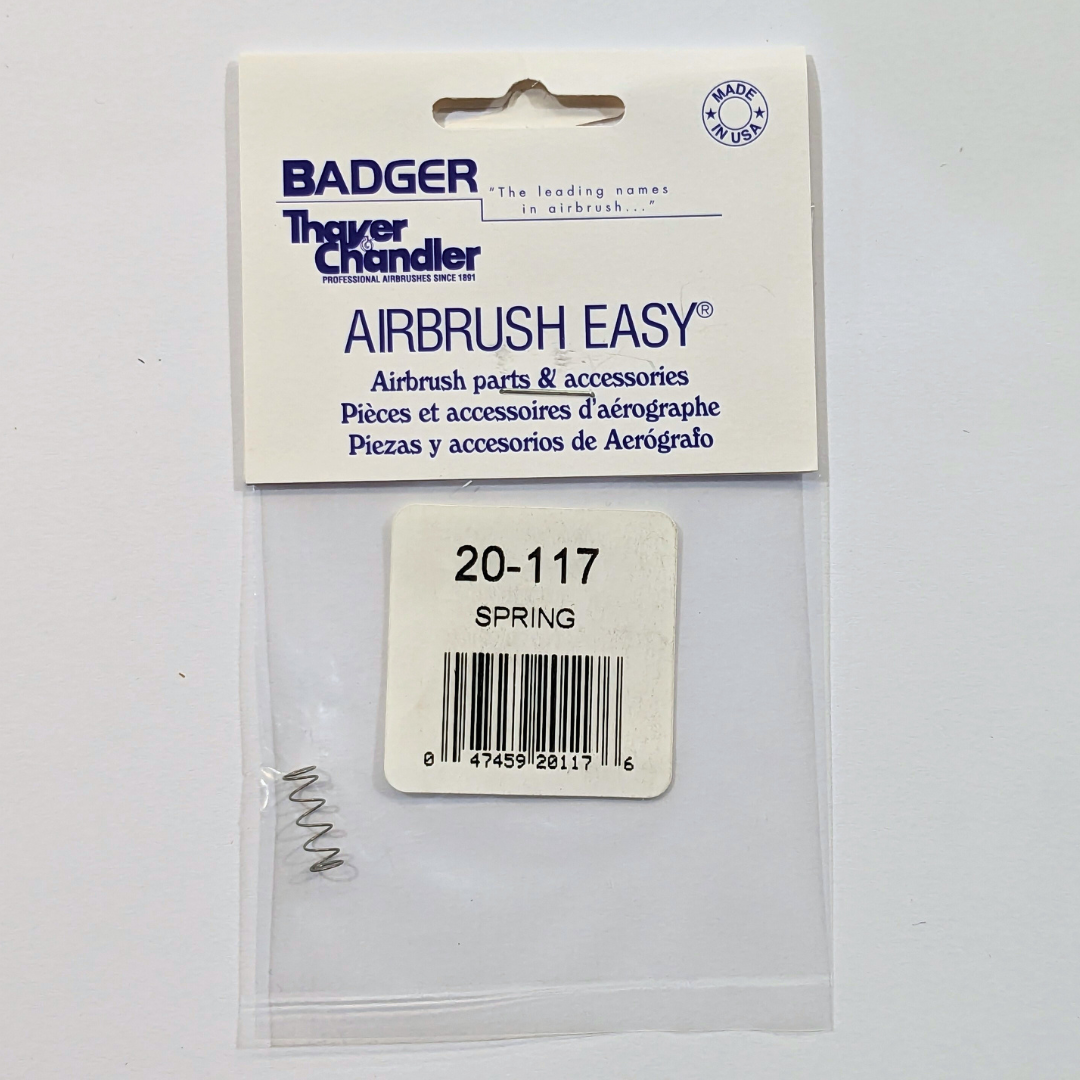 MADE
IN USA
BADGER
"The leading names
in airbrush..."
Thayer
& Chandler
PROFESSIONAL AIRBRUSHES SINCE 1891
AIRBRUSH EASY®
Airbrush parts & accessories
Pièces et accessoires d'aérographe
Piezas y accesorios de Aerógrafo
20-117
SPRING
0 47459 20117 6